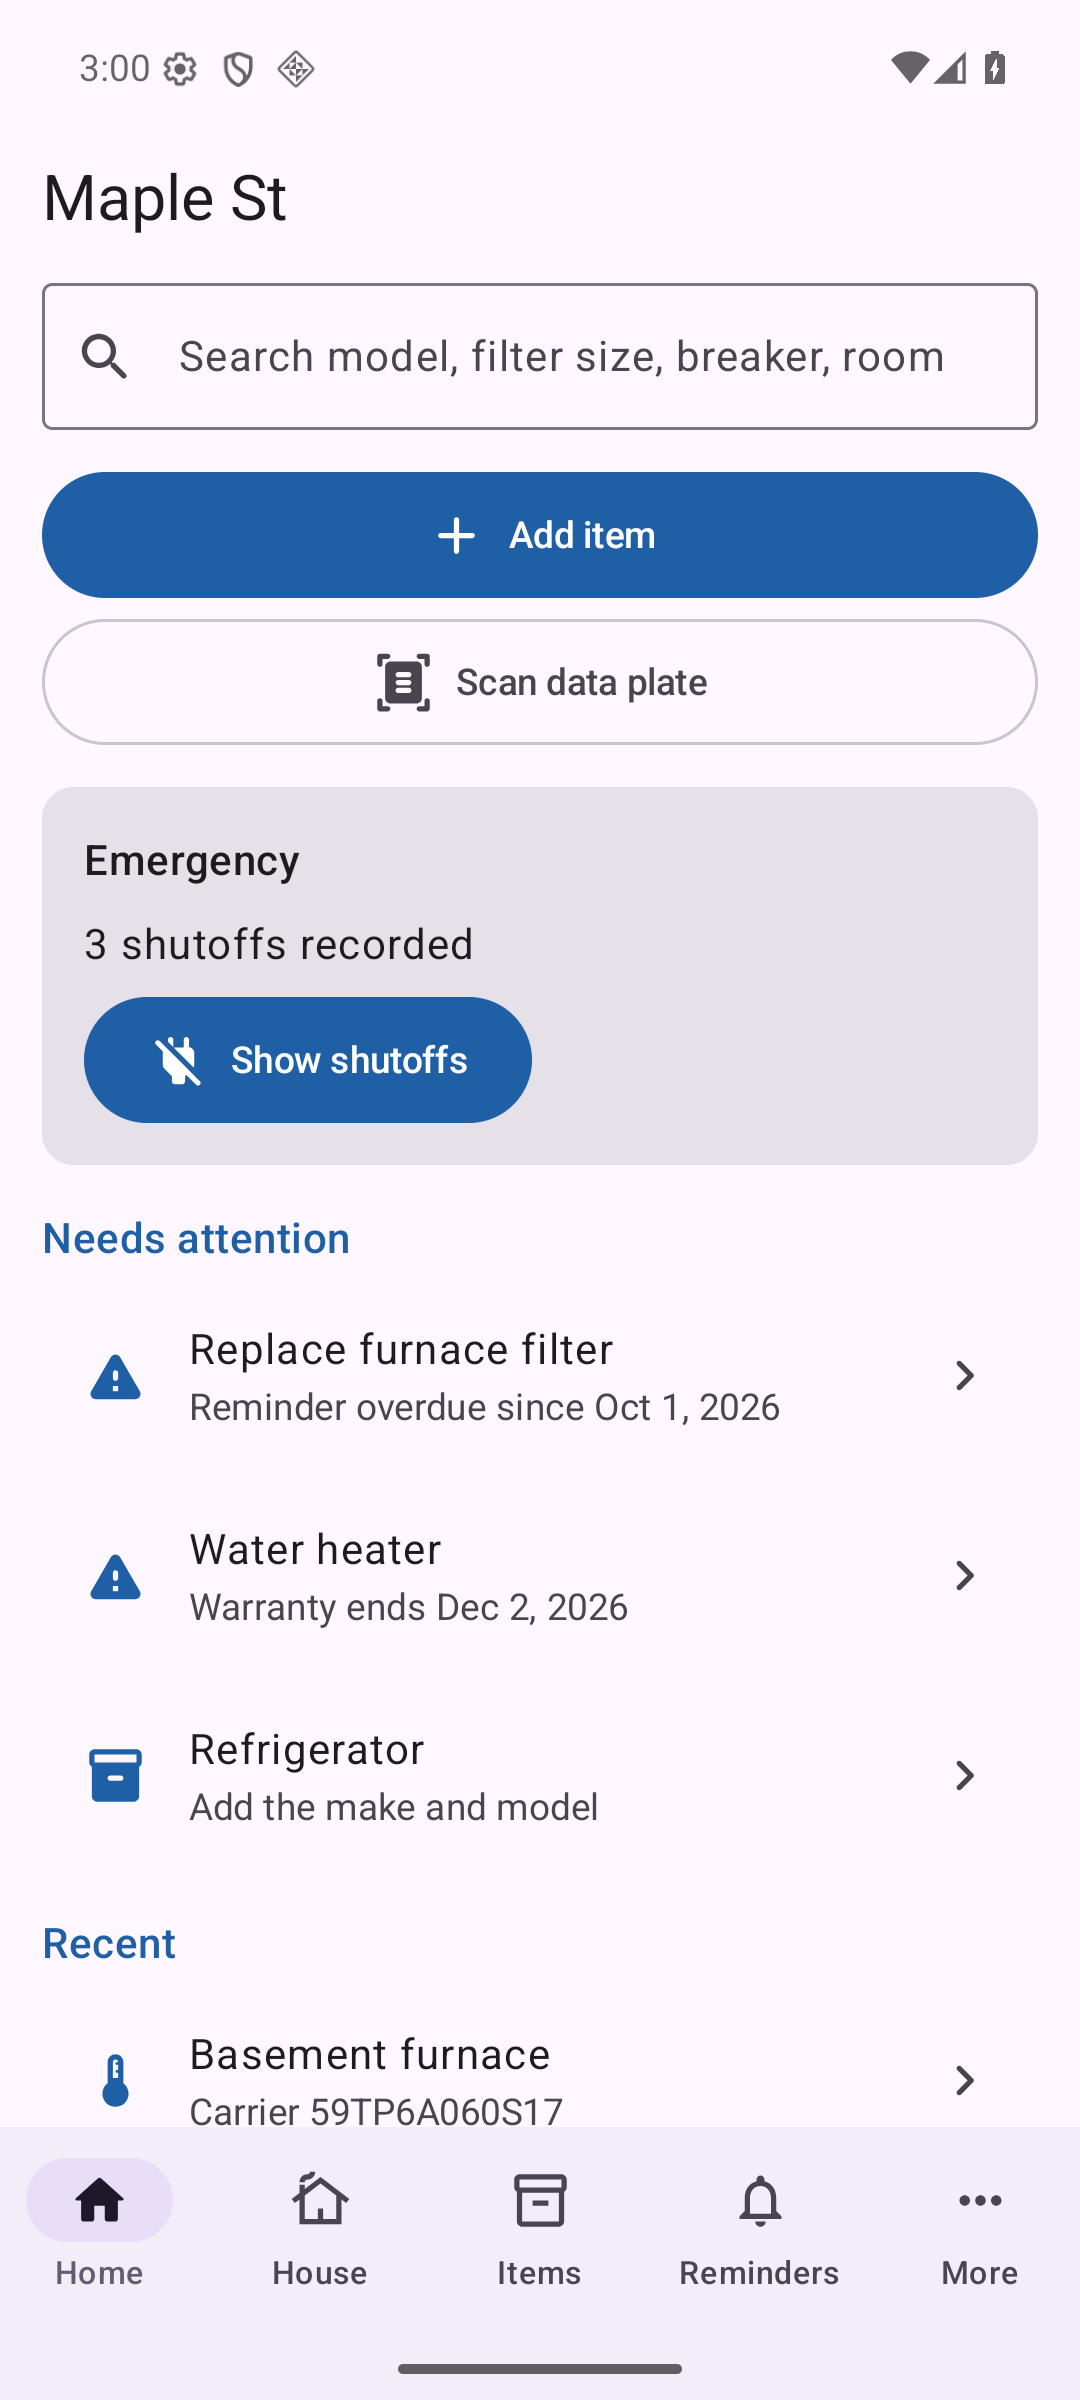 3:00
Maple St
Search model, filter size, breaker, room
Add item
Scan data plate
Emergency
3 shutoffs recorded
Show shutoffs
Needs attention
Replace furnace filter
Reminder overdue since Oct 1, 2026
Water heater
Warranty ends Dec 2, 2026
Refrigerator
Add the make and model
Recent
Basement furnace
Carrier 59TP6A060S17
Home
House
Items
Reminders
More